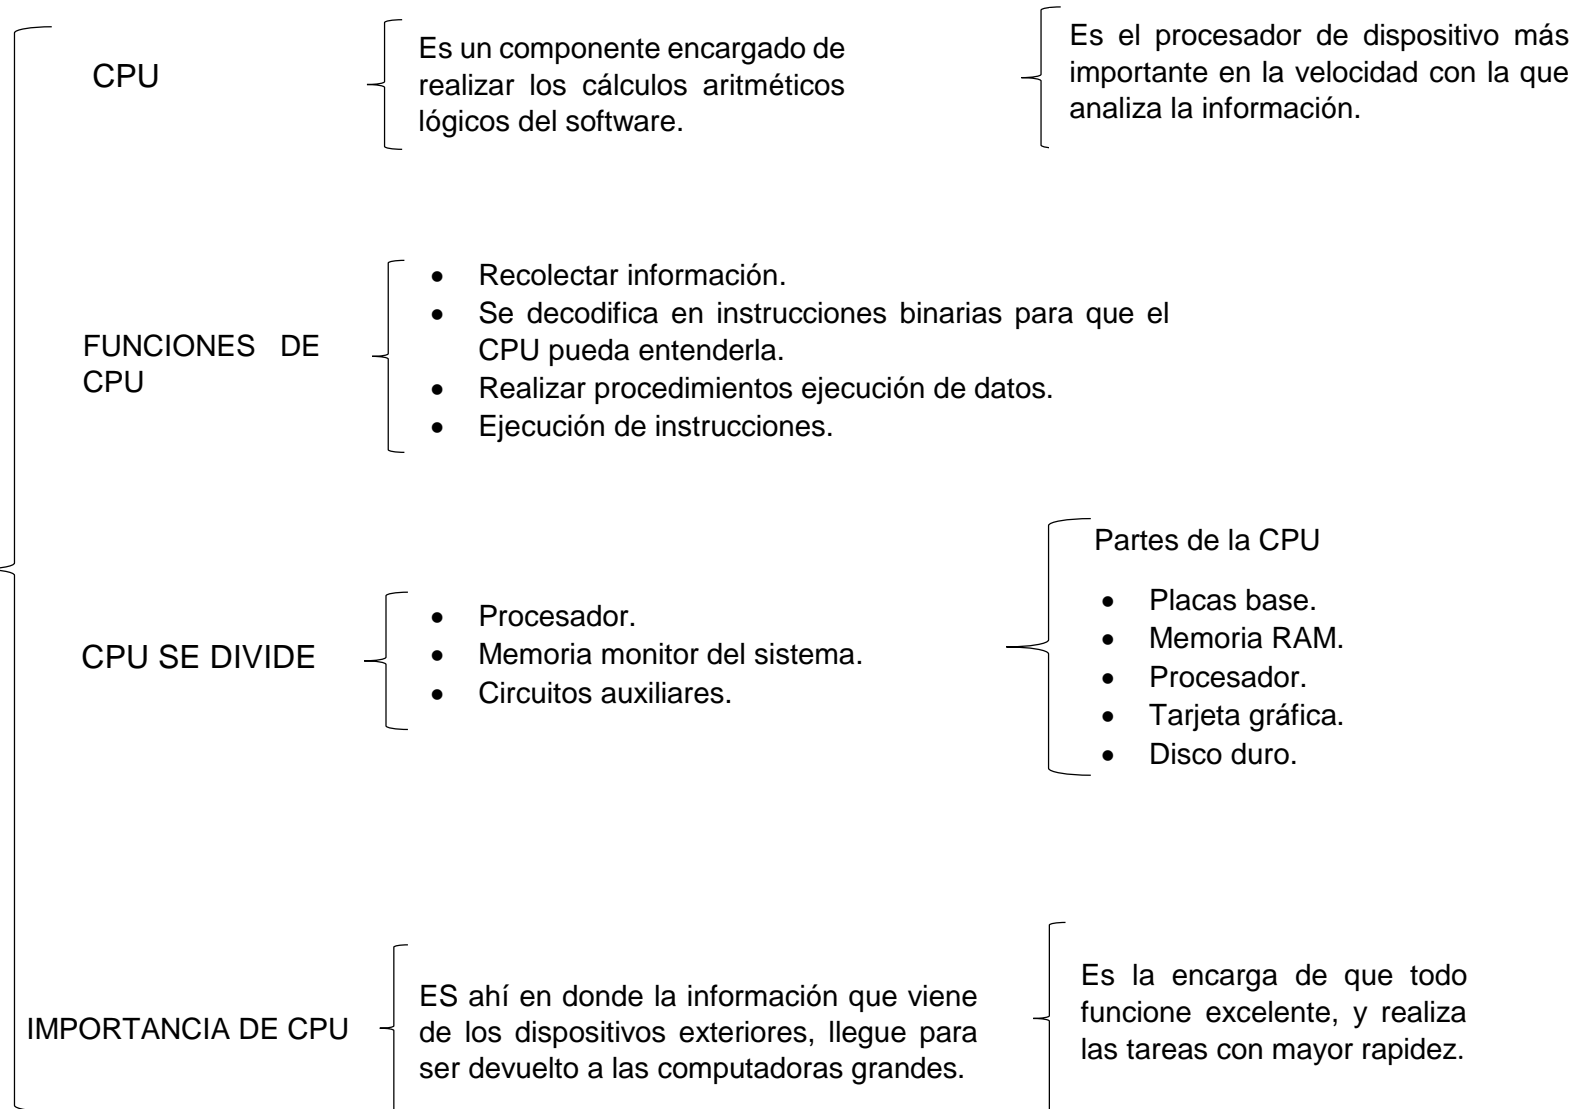 CPU
Es un componente encargado de
realizar los cálculos aritméticos
lógicos del software.
Es el procesador de dispositivo más
importante en la velocidad con la que
analiza la información.
FUNCIONES DE
CPU
• Recolectar información.
• Se decodifica en instrucciones binarias para que el
CPU pueda entenderla.
• Realizar procedimientos ejecución de datos.
• Ejecución de instrucciones.
CPU SE DIVIDE
• Procesador.
• Memoria monitor del sistema.
• Circuitos auxiliares.
Partes de la CPU
• Placas base.
• Memoria RAM.
• Procesador.
• Tarjeta gráfica.
• Disco duro.
IMPORTANCIA DE CPU
ES ahí en donde la información que viene
de los dispositivos exteriores, llegue para
ser devuelto a las computadoras grandes.
Es la encarga de que todo
funcione excelente, y realiza
las tareas con mayor rapidez.